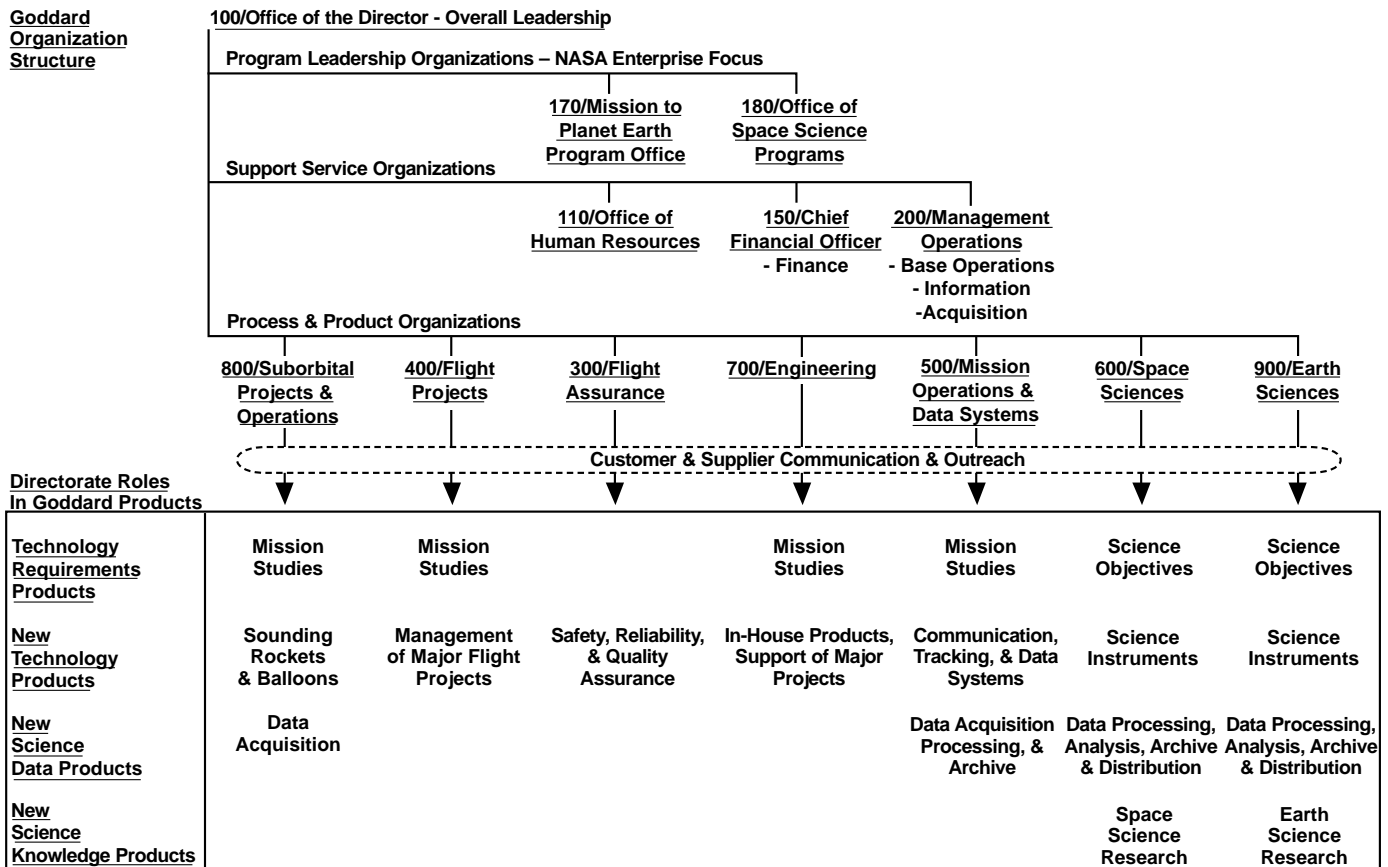 Goddard
Organization
Structure
100/Office of the Director - Overall Leadership
Program Leadership Organizations – NASA Enterprise Focus
170/Mission to
Planet Earth
Program Office
180/Office of
Space Science
Programs
Support Service Organizations
110/Office of
Human Resources
150/Chief
Financial Officer
- Finance
200/Management
Operations
- Base Operations
- Information
-Acquisition
Process & Product Organizations
800/Suborbital
Projects &
Operations
400/Flight
Projects
300/Flight
Assurance
700/Engineering
500/Mission
Operations &
Data Systems
600/Space
Sciences
900/Earth
Sciences
Customer & Supplier Communication & Outreach
Directorate Roles
In Goddard Products
Technology
Requirements
Products
Mission
Studies
Mission
Studies
Mission
Studies
Mission
Studies
Science
Objectives
Science
Objectives
New
Technology
Products
Sounding
Rockets
& Balloons
Management
of Major Flight
Projects
Safety, Reliability,
& Quality
Assurance
In-House Products,
Support of Major
Projects
Communication,
Tracking, & Data
Systems
Science
Instruments
Science
Instruments
New
Science
Data Products
Data
Acquisition
Data Acquisition
Processing, &
Archive
Data Processing,
Analysis, Archive
& Distribution
Data Processing,
Analysis, Archive
& Distribution
New
Science
Knowledge Products
Space
Science
Research
Earth
Science
Research